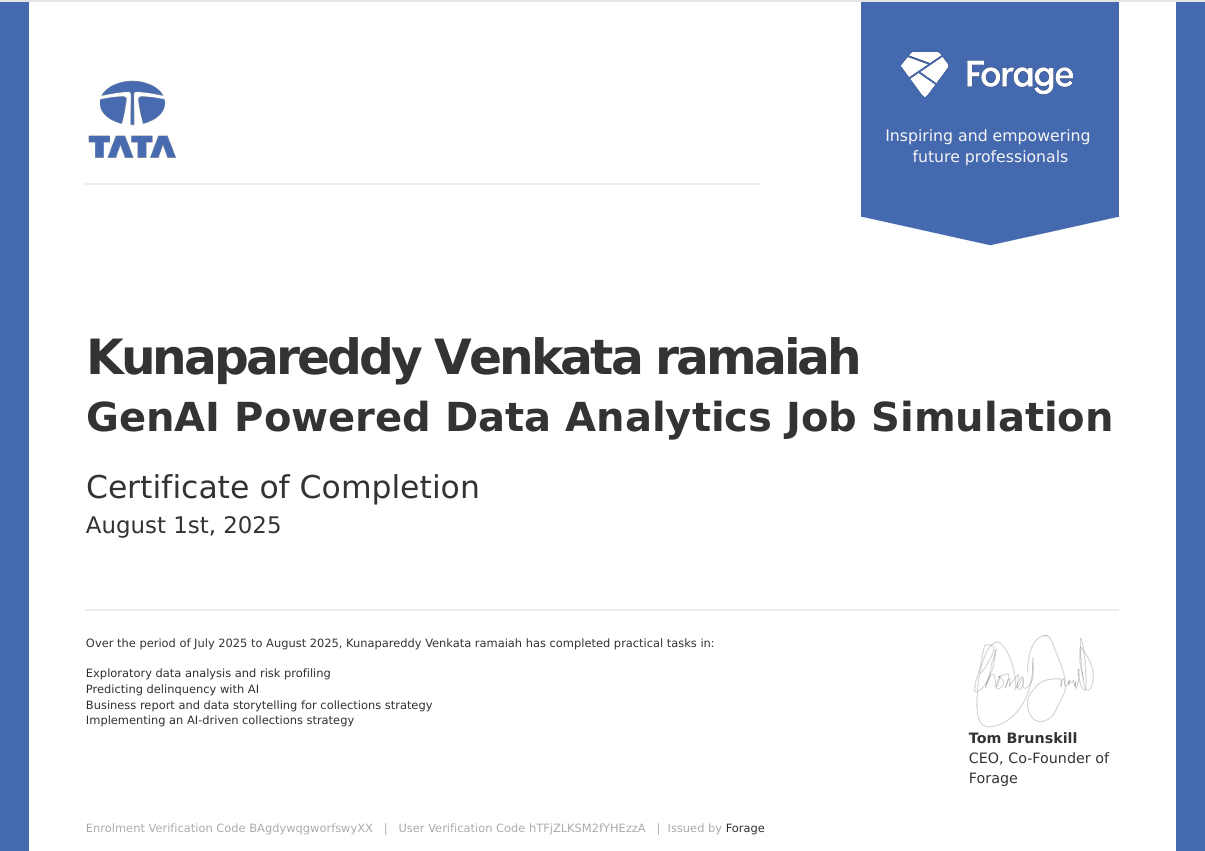 TATA
Forage
Inspiring and empowering
future professionals
Kunapareddy Venkata ramaiah
GenAI Powered Data Analytics Job Simulation
Certificate of Completion
August 1st, 2025
Over the period of July 2025 to August 2025, Kunapareddy Venkata ramaiah has completed practical tasks in:
Exploratory data analysis and risk profiling
Predicting delinquency with AI
Business report and data storytelling for collections strategy
Implementing an AI-driven collections strategy
Tom Brunskill
CEO, Co-Founder of
Forage
Enrolment Verification Code BAgdywqgworfswyXX | User Verification Code hTFjZLKSM2fYHEzzA | Issued by Forage